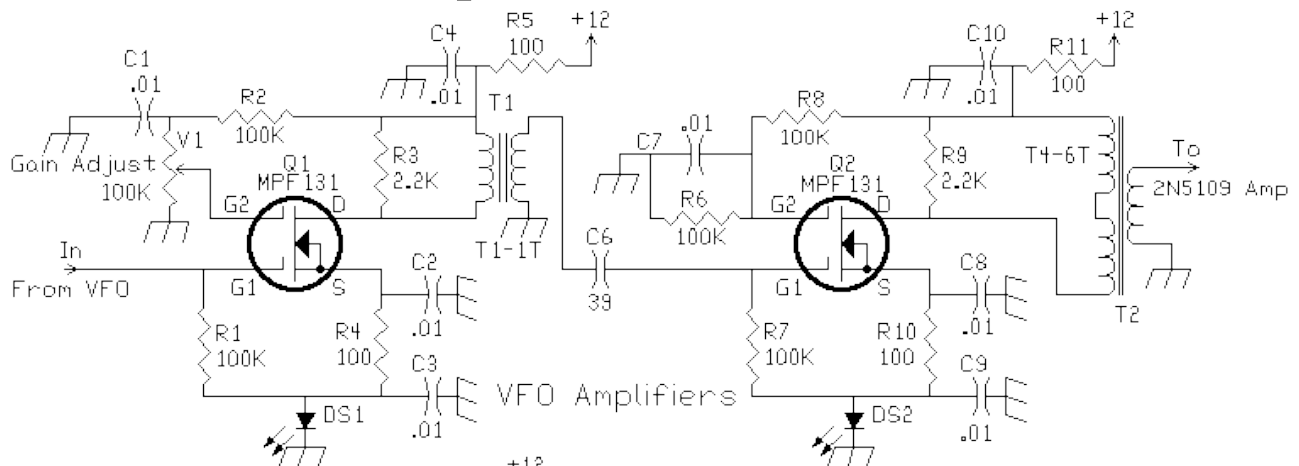 C4
R5
100
+12
.01
C1
.01
R2
100K
T1
V1
Gain Adjust
100K
Q1
MPF131
R3
2.2K
G2
D
T1-1T
In
From VFO
G1
S
C2
.01
R1
100K
R4
100
C3
.01
DS1
C10
.01
R11
100
+12
C7
.01
R8
100K
R6
100K
Q2
MPF131
R9
2.2K
T4-6T
To
2N5109 Amp
G2
D
C6
39
G1
S
C8
.01
T2
R7
100K
R10
100
C9
.01
VFO Amplifiers
DS2
+12